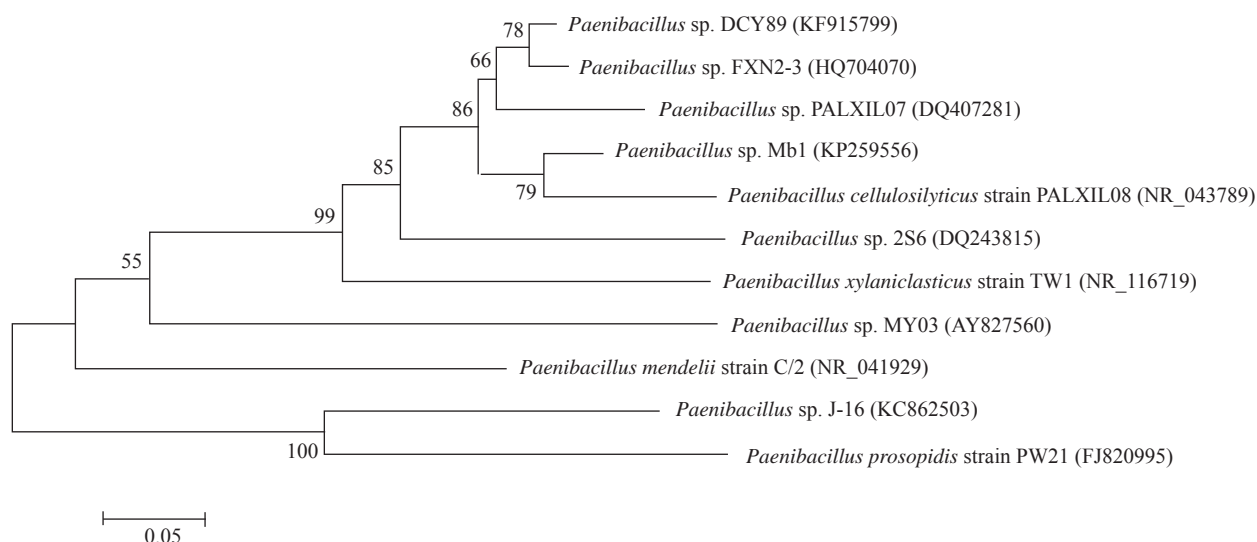 78
Paenibacillus sp. DCY89 (KF915799)
66
Paenibacillus sp. FXN2-3 (HQ704070)
86
Paenibacillus sp. PALXIL07 (DQ407281)
85
Paenibacillus sp. Mb1 (KP259556)
79
Paenibacillus cellulosilyticus strain PALXIL08 (NR_043789)
99
Paenibacillus sp. 2S6 (DQ243815)
55
Paenibacillus xylaniclasticus strain TW1 (NR_116719)
Paenibacillus sp. MY03 (AY827560)
Paenibacillus mendelii strain C/2 (NR_041929)
Paenibacillus sp. J-16 (KC862503)
100
Paenibacillus prosopidis strain PW21 (FJ820995)
0.05